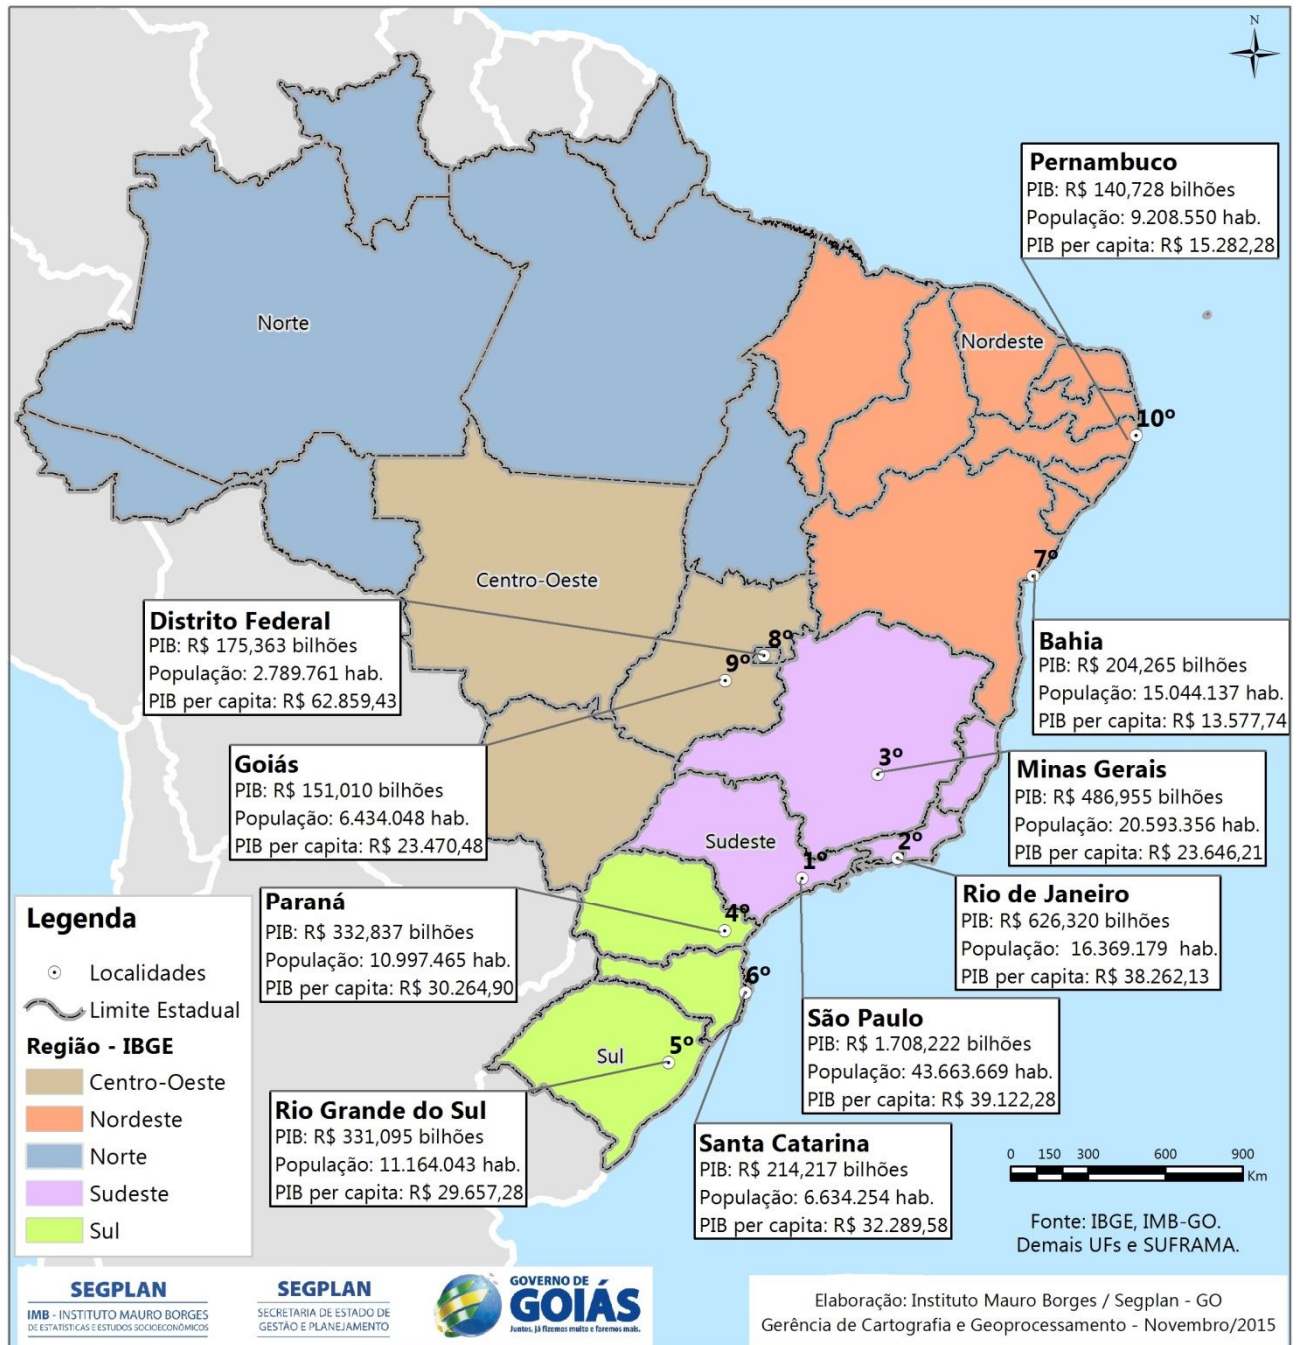 N
Pernambuco
PIB: R$ 140,728 bilhões
População: 9.208.550 hab.
PIB per capita: R$ 15.282,28
Norte
Nordeste
10º
7º
Centro-Oeste
Distrito Federal
PIB: R$ 175,363 bilhões
População: 2.789.761 hab.
PIB per capita: R$ 62.859,43
8º
9º
Bahia
PIB: R$ 204,265 bilhões
População: 15.044.137 hab.
PIB per capita: R$ 13.577,74
Goiás
PIB: R$ 151,010 bilhões
População: 6.434.048 hab.
PIB per capita: R$ 23.470,48
3º
Minas Gerais
PIB: R$ 486,955 bilhões
População: 20.593.356 hab.
PIB per capita: R$ 23.646,21
Sudeste
1º
2º
Rio de Janeiro
PIB: R$ 626,320 bilhões
População: 16.369.179 hab.
PIB per capita: R$ 38.262,13
Paraná
PIB: R$ 332,837 bilhões
População: 10.997.465 hab.
PIB per capita: R$ 30.264,90
4º
6º
São Paulo
PIB: R$ 1.708,222 bilhões
População: 43.663.669 hab.
PIB per capita: R$ 39.122,28
Sul
5º
Rio Grande do Sul
PIB: R$ 331,095 bilhões
População: 11.164.043 hab.
PIB per capita: R$ 29.657,28
Santa Catarina
PIB: R$ 214,217 bilhões
População: 6.634.254 hab.
PIB per capita: R$ 32.289,58
Legenda
Localidades
Limite Estadual
Região - IBGE
Centro-Oeste
Nordeste
Norte
Sudeste
Sul
0 150 300 600 900
Km
Fonte: IBGE, IMB-GO.
Demais UFs e SUFRAMA.
SEGPLAN
IMB - INSTITUTO MAURO BORGES
DE ESTATÍSTICAS E ESTUDOS SOCIOECONÔMICOS
SEGPLAN
SECRETARIA DE ESTADO DE
GESTÃO E PLANEJAMENTO
GOVERNO DE
GOIÁS
Juntos, já fizemos muito e faremos mais.
Elaboração: Instituto Mauro Borges / Segplan - GO
Gerência de Cartografia e Geoprocessamento - Novembro/2015